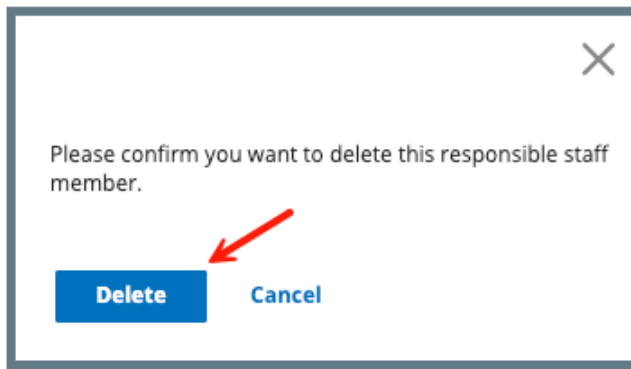 Please confirm you want to delete this responsible staff
member.
Delete
Cancel